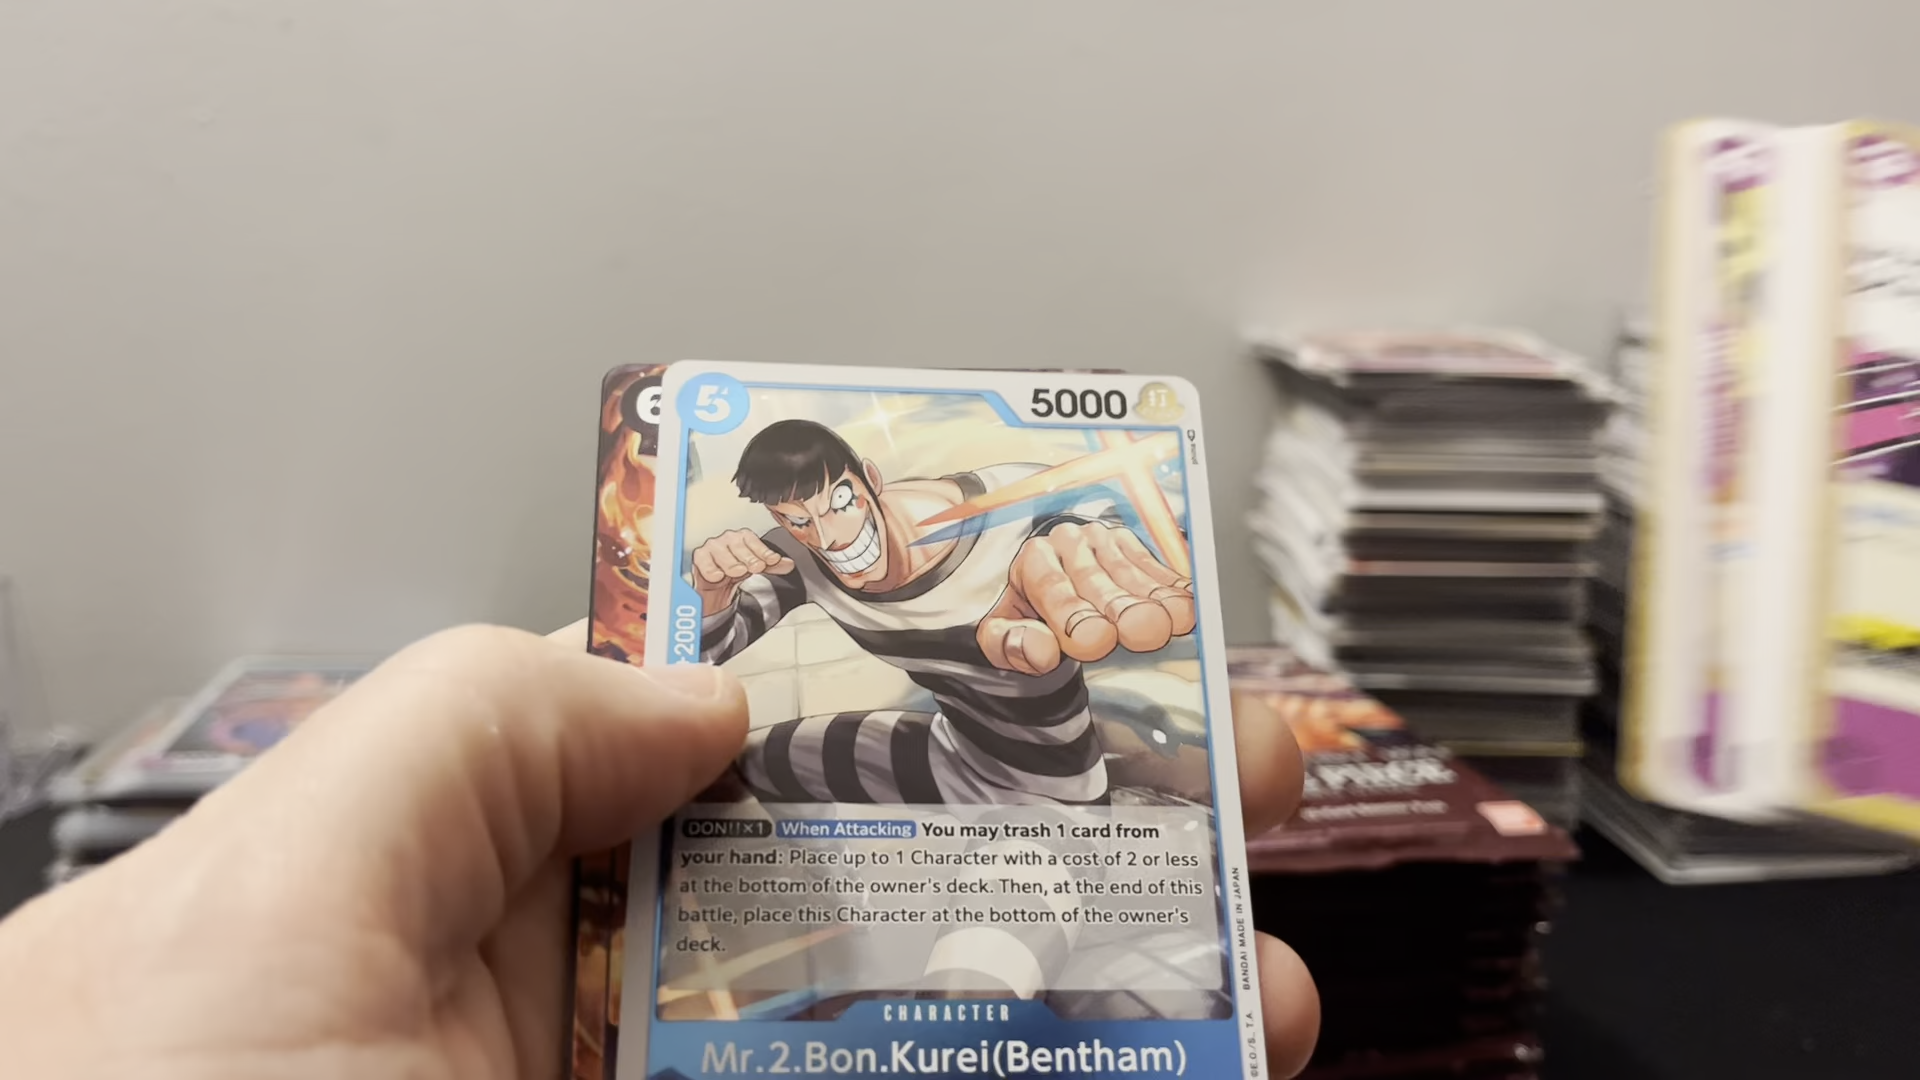 6
5
5000
+2000
DON!!×1 When Attacking You may trash 1 card from
your hand: Place up to 1 Character with a cost of 2 or less
at the bottom of the owner's deck. Then, at the end of this
battle, place this Character at the bottom of the owner's
deck.
CHARACTER
Mr.2.Bon.Kurei(Bentham)
BANDAI MADE IN JAPAN
©E.O./S., T.A.